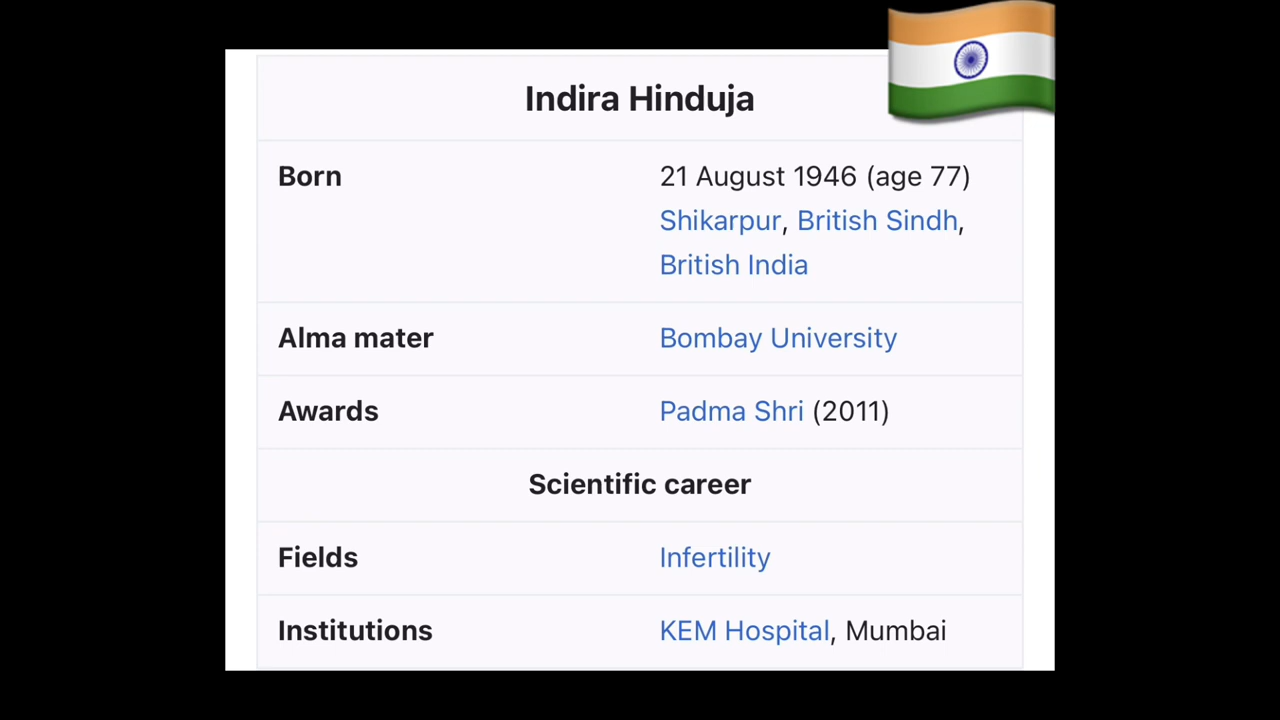 Indira Hinduja
Born 21 August 1946 (age 77)
Shikarpur, British Sindh,
British India
Alma mater Bombay University
Awards Padma Shri (2011)
Scientific career
Fields Infertility
Institutions KEM Hospital, Mumbai